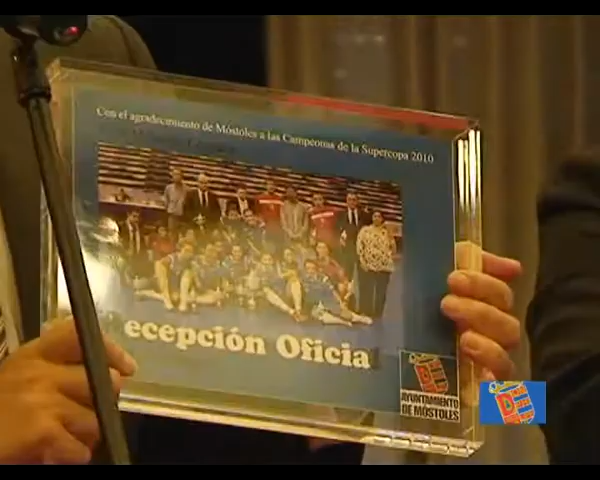 Con el agradecimiento de Móstoles a las Campeonas de la Supercopa 2010
ecepción Oficial
AYUNTAMIENTO
DE MÓSTOLES